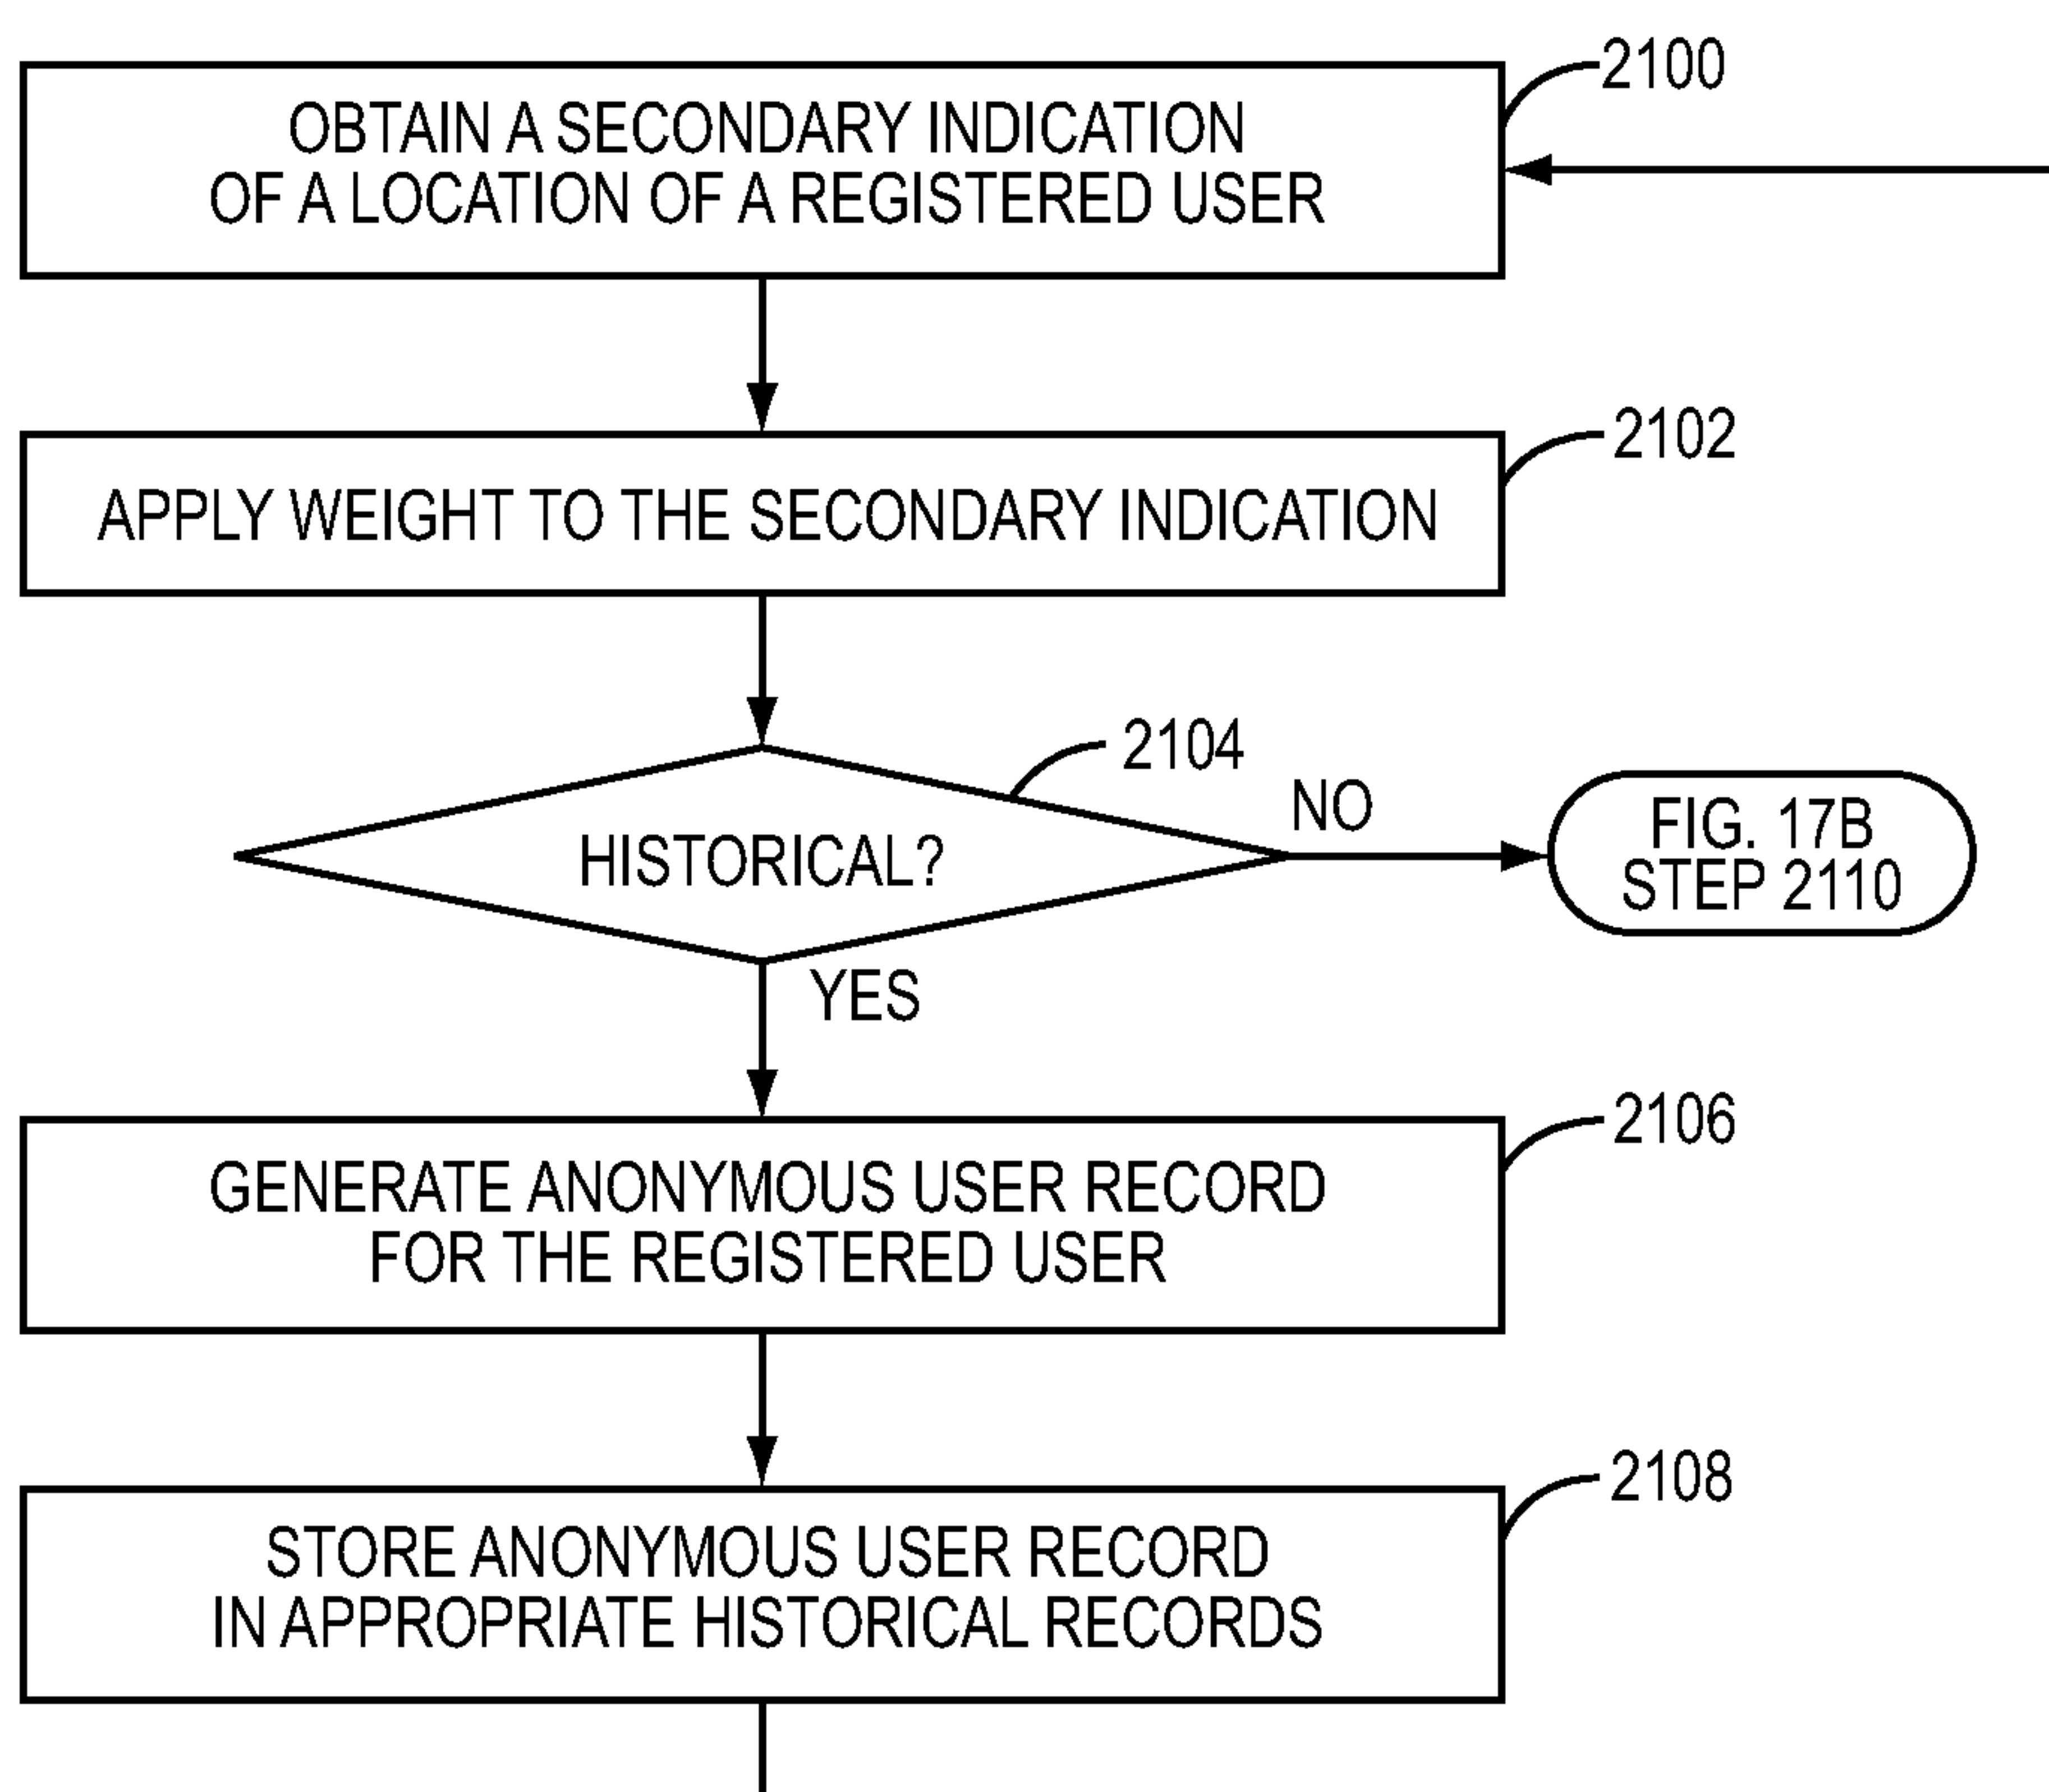 2100
OBTAIN A SECONDARY INDICATION
OF A LOCATION OF A REGISTERED USER
2102
APPLY WEIGHT TO THE SECONDARY INDICATION
2104
HISTORICAL?
NO
FIG. 17B
STEP 2110
YES
2106
GENERATE ANONYMOUS USER RECORD
FOR THE REGISTERED USER
2108
STORE ANONYMOUS USER RECORD
IN APPROPRIATE HISTORICAL RECORDS